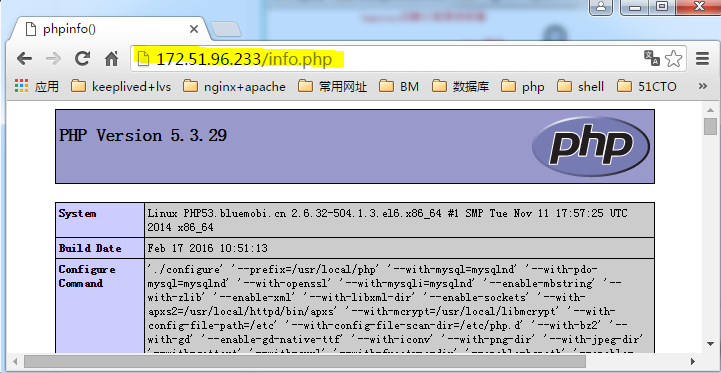 phpinfo()
172.51.96.233/info.php
应用 keeplived+lvs nginx+apache 常用网址 BM 数据库 php shell 51CTO »
PHP Version 5.3.29
php
System Linux PHP53.bluemobi.cn 2.6.32-504.1.3.el6.x86_64 #1 SMP Tue Nov 11 17:57:25 UTC
2014 x86_64
Build Date Feb 17 2016 10:51:13
Configure './configure' '--prefix=/usr/local/php' '--with-mysql=mysqlnd' '--with-pdo-
Command mysql=mysqlnd' '--with-openssl' '--with-mysqli=mysqlnd' '--enable-mbstring' '--
with-zlib' '--enable-xml' '--with-libxml-dir' '--enable-sockets' '--with-
apxs2=/usr/local/httpd/bin/apxs' '--with-mcrypt=/usr/local/libmcrypt' '--with-
config-file-path=/etc' '--with-config-file-scan-dir=/etc/php.d' '--with-bz2' '--
with-gd' '--enable-gd-native-ttf' '--with-iconv' '--with-png-dir' '--with-jpeg-dir'